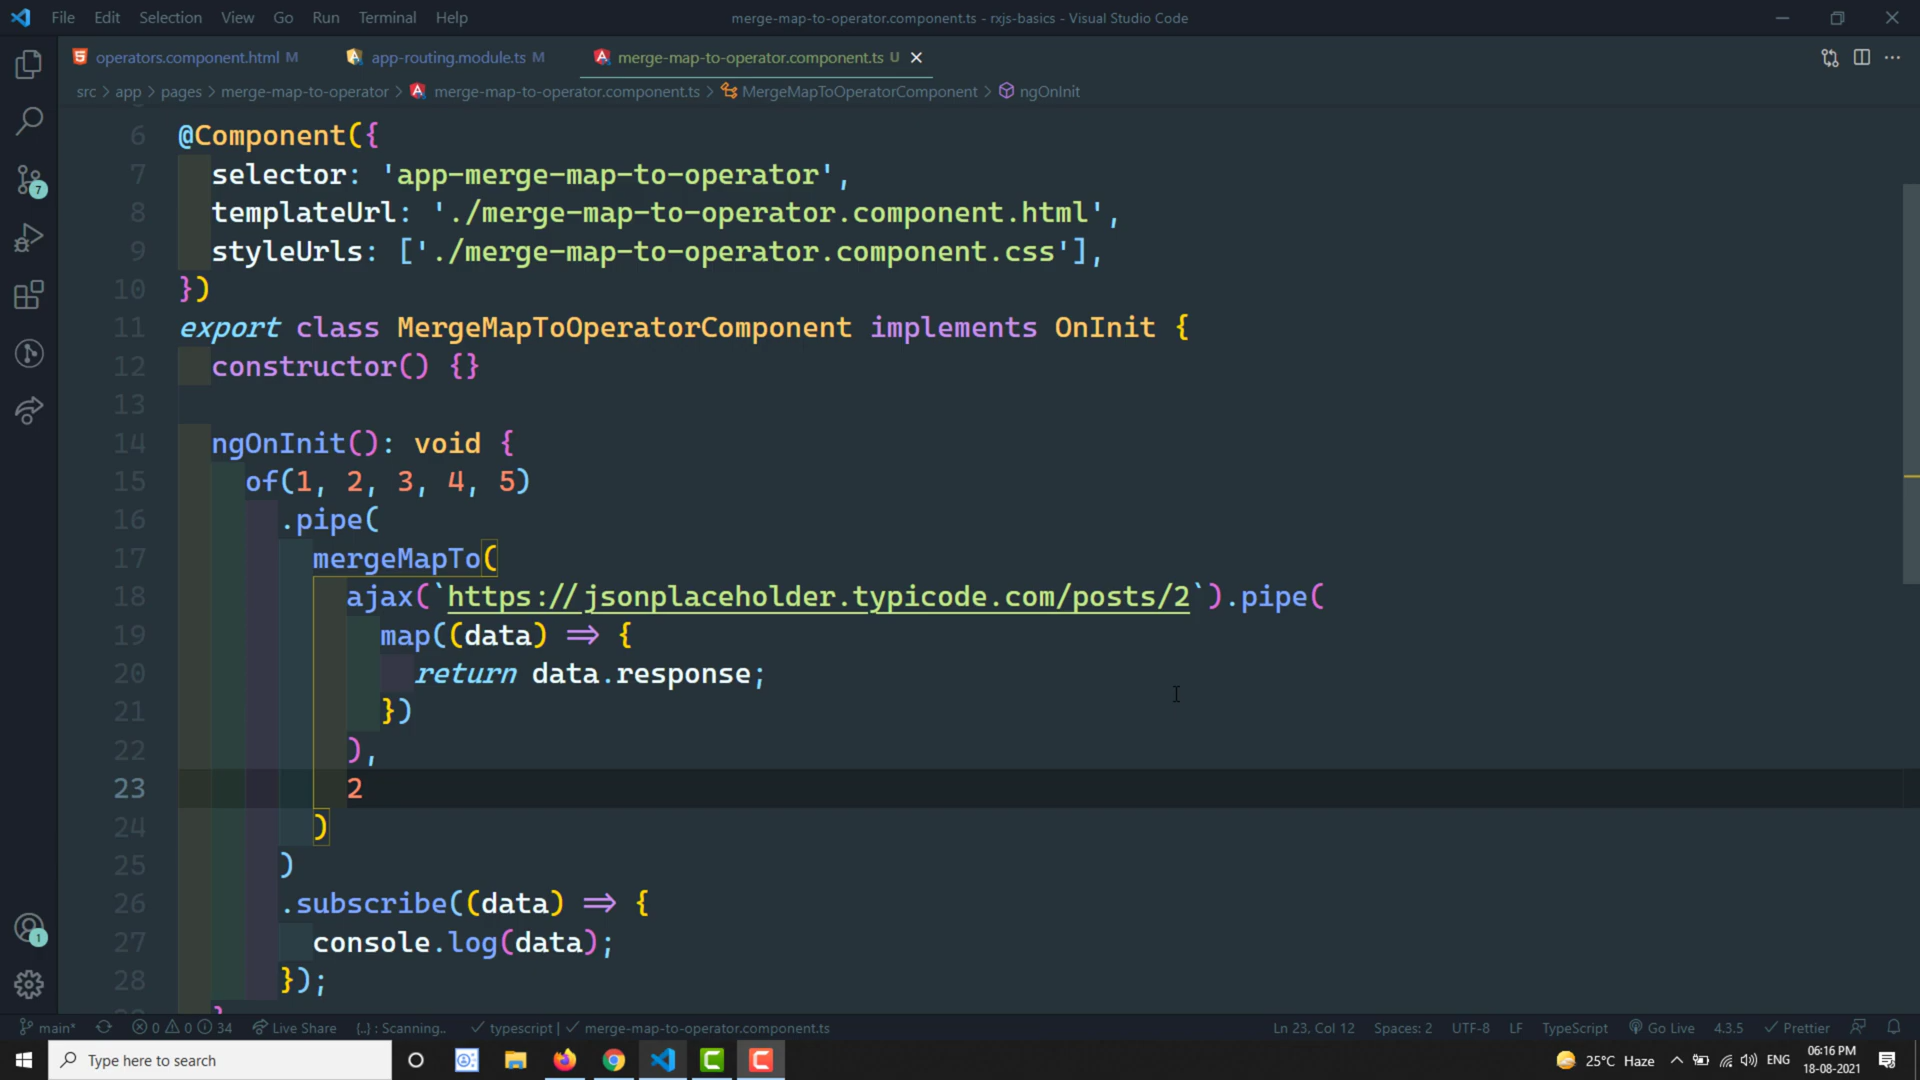 File Edit Selection View Go Run Terminal Help
merge-map-to-operator.component.ts - rxjs-basics - Visual Studio Code
operators.component.html M
app-routing.module.ts M
merge-map-to-operator.component.ts U
src > app > pages > merge-map-to-operator > merge-map-to-operator.component.ts > MergeMapToOperatorComponent > ngOnInit
6 @Component({
7 selector: 'app-merge-map-to-operator',
8 templateUrl: './merge-map-to-operator.component.html',
9 styleUrls: ['./merge-map-to-operator.component.css'],
10 })
11 export class MergeMapToOperatorComponent implements OnInit {
12 constructor() {}
13
14 ngOnInit(): void {
15 of(1, 2, 3, 4, 5)
16 .pipe(
17 mergeMapTo(
18 ajax(`https://jsonplaceholder.typicode.com/posts/2`).pipe(
19 map((data) => {
20 return data.response;
21 })
22 ),
23 2
24 )
25 )
26 .subscribe((data) => {
27 console.log(data);
28 });
7
1
main* 0 0 34 Live Share {..} : Scanning.. typescript | merge-map-to-operator.component.ts
Ln 23, Col 12 Spaces: 2 UTF-8 LF TypeScript Go Live 4.3.5 Prettier
Type here to search
25°C Haze ENG
06:16 PM
18-08-2021